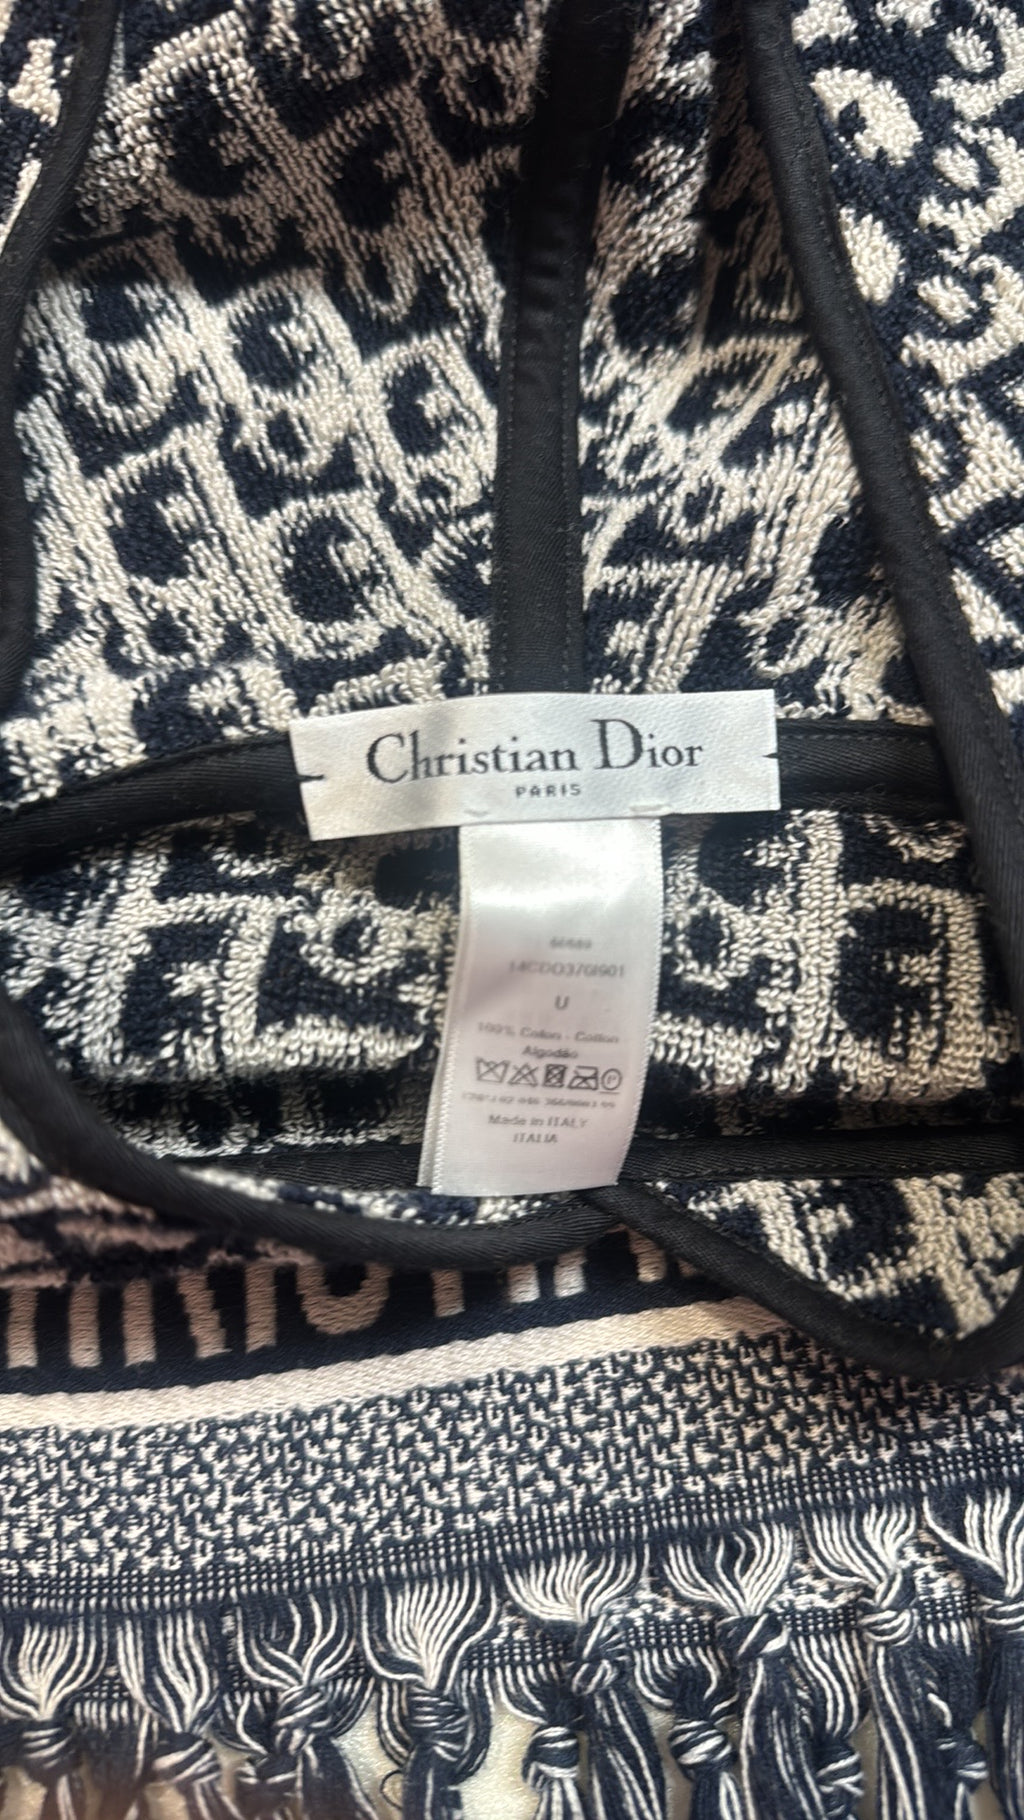 Christian Dior
PARIS
14CDO370I901
U
100% Coton - Cotton
Algodão
Made in ITALY
ITALIA